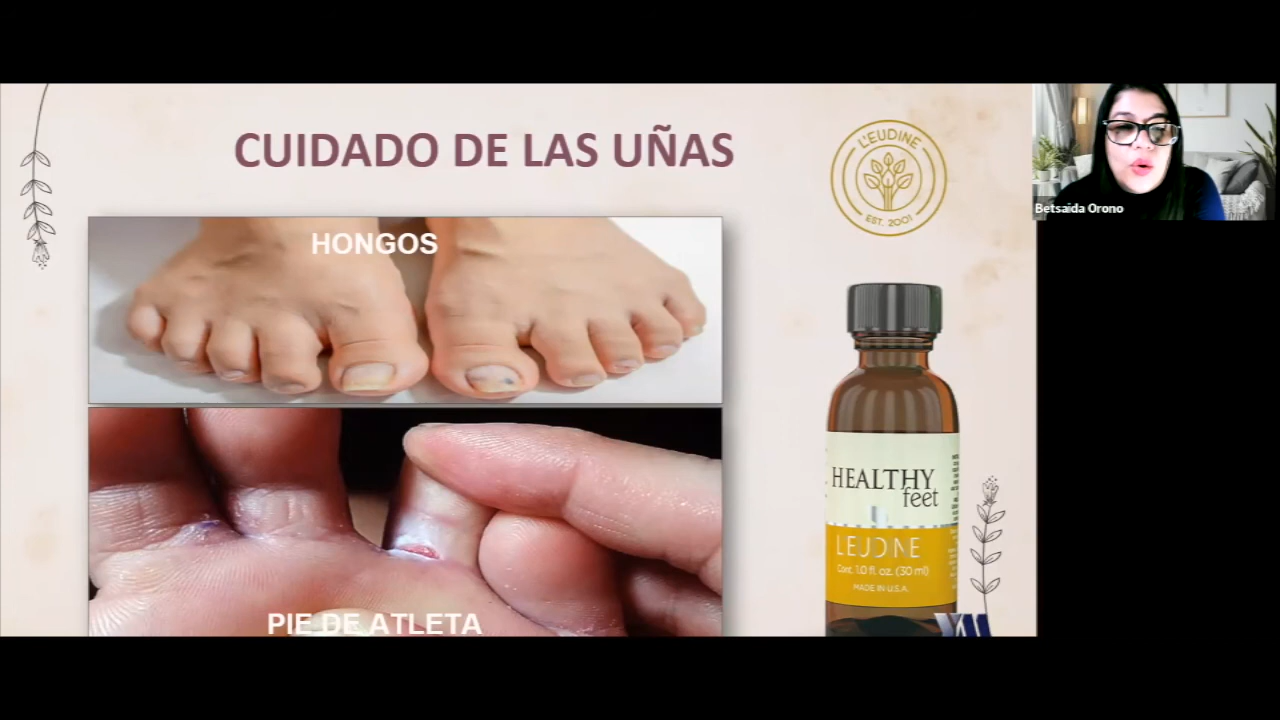 CUIDADO DE LAS UÑAS
L'EUDINE
EST. 2001
Betsaida Orono
HONGOS
HEALTHY
feet
LEUDINE
Cont. 1.0 fl. oz. (30 ml)
MADE IN U.S.A.
PIE DE ATLETA